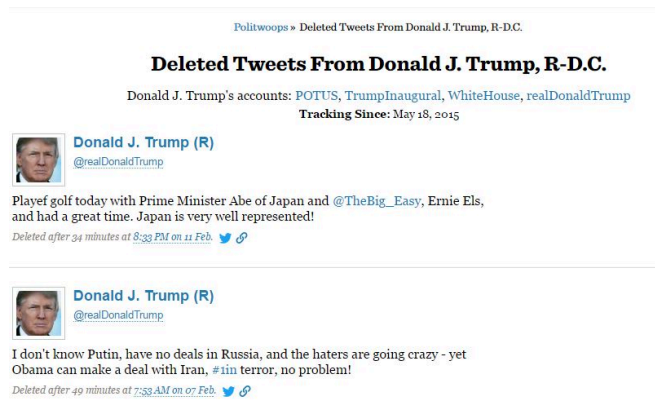 Politwoops » Deleted Tweets From Donald J. Trump, R-D.C.
Deleted Tweets From Donald J. Trump, R-D.C.
Donald J. Trump's accounts: POTUS, TrumpInaugural, WhiteHouse, realDonaldTrump
Tracking Since: May 18, 2015
Donald J. Trump (R)
@realDonaldTrump
Playef golf today with Prime Minister Abe of Japan and @TheBig_Easy, Ernie Els,
and had a great time. Japan is very well represented!
Deleted after 34 minutes at 8:33 PM on 11 Feb.
Donald J. Trump (R)
@realDonaldTrump
I don't know Putin, have no deals in Russia, and the haters are going crazy - yet
Obama can make a deal with Iran, #1in terror, no problem!
Deleted after 49 minutes at 7:53 AM on 07 Feb.